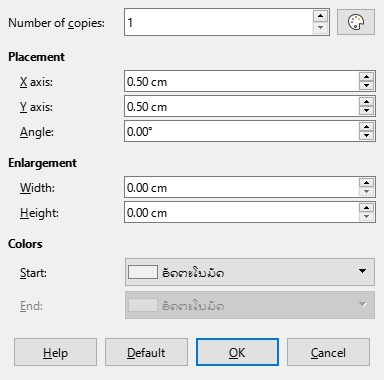 Number of copies: 1
Placement
X axis: 0.50 cm
Y axis: 0.50 cm
Angle: 0.00°
Enlargement
Width: 0.00 cm
Height: 0.00 cm
Colors
Start: ອັດຕະໂນມັດ
End: ອັດຕະໂນມັດ
Help Default OK Cancel